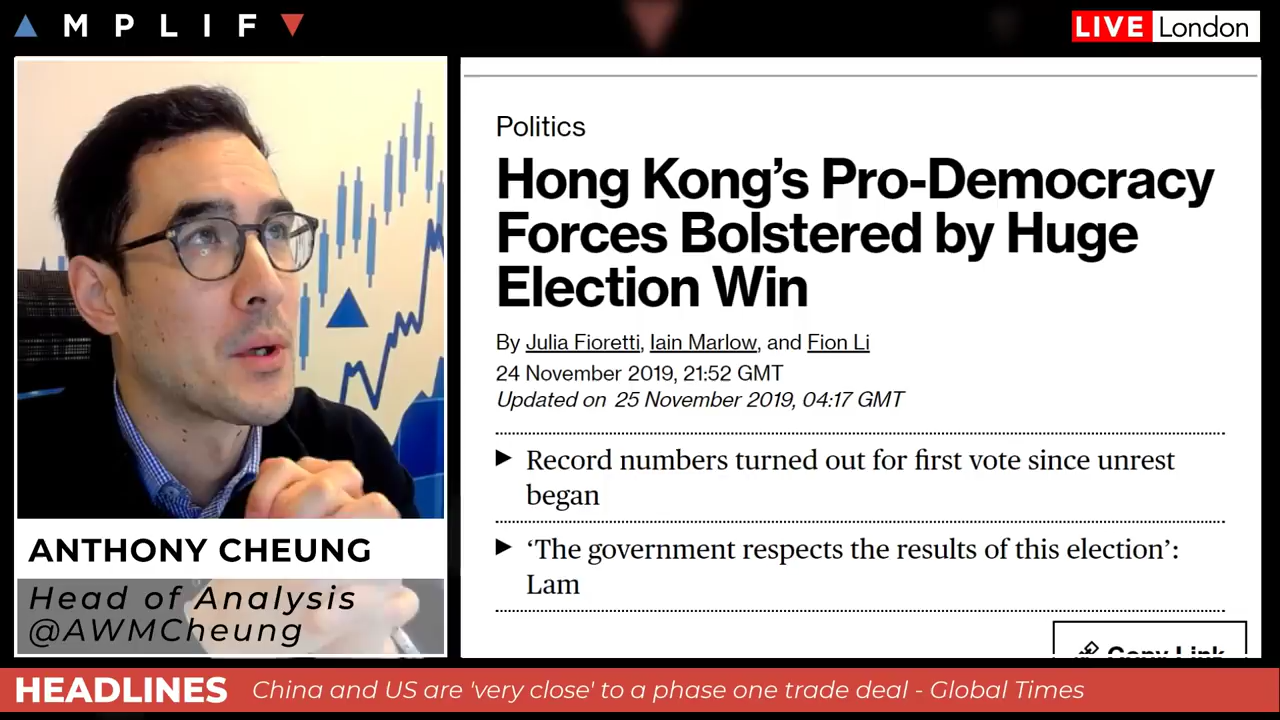 AMPLIFY
LIVE London
Politics
Hong Kong's Pro-Democracy
Forces Bolstered by Huge
Election Win
By Julia Fioretti, Iain Marlow, and Fion Li
24 November 2019, 21:52 GMT
Updated on 25 November 2019, 04:17 GMT
Record numbers turned out for first vote since unrest
began
‘The government respects the results of this election’:
Lam
Copy Link
ANTHONY CHEUNG
Head of Analysis
@AWMCheung
HEADLINES China and US are 'very close' to a phase one trade deal - Global Times